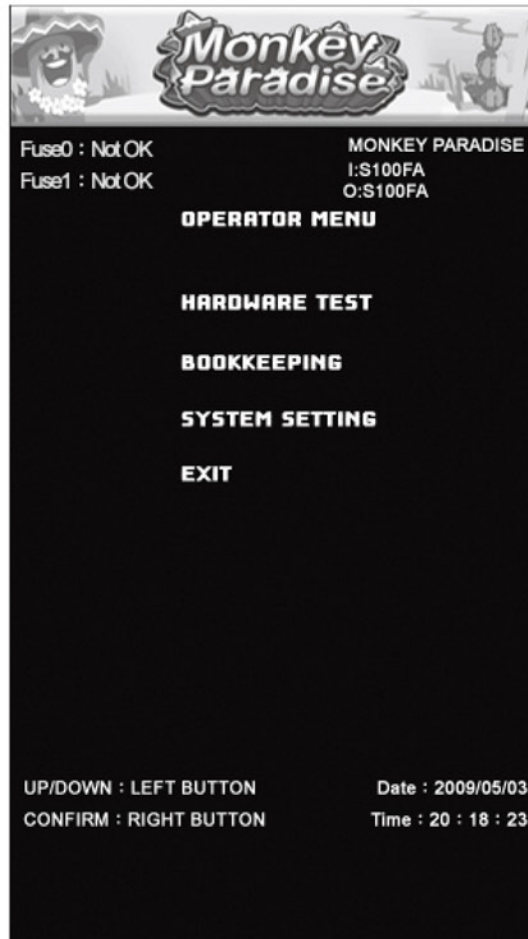 Monkey
Paradise
Fuse0 : Not OK
MONKEY PARADISE
Fuse1 : Not OK
I:S100FA
O:S100FA
OPERATOR MENU
HARDWARE TEST
BOOKKEEPING
SYSTEM SETTING
EXIT
UP/DOWN : LEFT BUTTON
Date : 2009/05/03
CONFIRM : RIGHT BUTTON
Time : 20 : 18 : 23